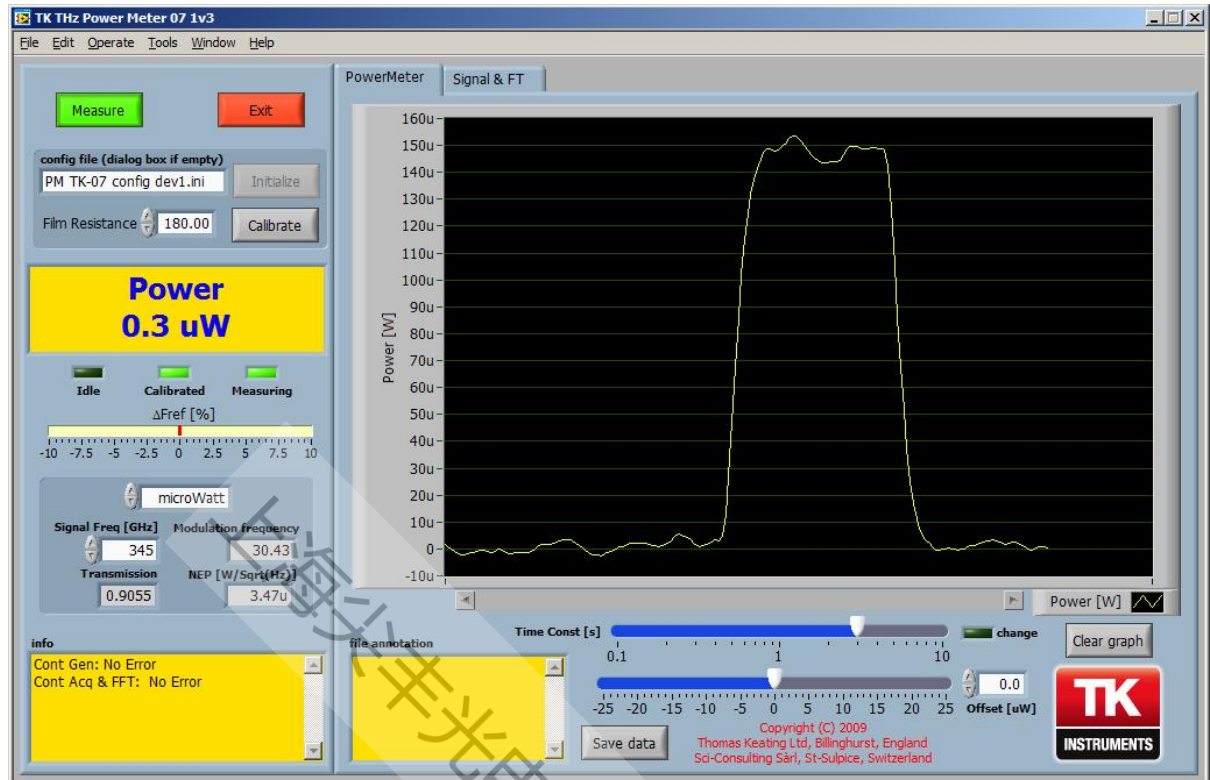 TK THz Power Meter 07 1v3
File Edit Operate Tools Window Help
Measure
Exit
config file (dialog box if empty)
PM TK-07 config dev1.ini
Initialize
Film Resistance 180.00
Calibrate
Power
0.3 uW
Idle Calibrated Measuring
ΔFref [%]
-10 -7.5 -5 -2.5 0 2.5 5 7.5 10
microWatt
Signal Freq [GHz] Modulation frequency
345 30.43
Transmission NEP [W/Sqrt(Hz)]
0.9055 3.47u
info
Cont Gen: No Error
Cont Acq & FFT: No Error
PowerMeter Signal & FT
160u
150u
140u
130u
120u
110u
100u
90u
80u
70u
60u
50u
40u
30u
20u
10u
0
-10u
Power [W]
Power [W]
file annotation
Time Const [s]
0.1 1 10
change
Clear graph
-25 -20 -15 -10 -5 0 5 10 15 20 25
0.0
Offset [uW]
Save data
Copyright (C) 2009
Thomas Keating Ltd, Billinghurst, England
Sci-Consulting Sàrl, St-Sulpice, Switzerland
TK
INSTRUMENTS
上海尖丰光